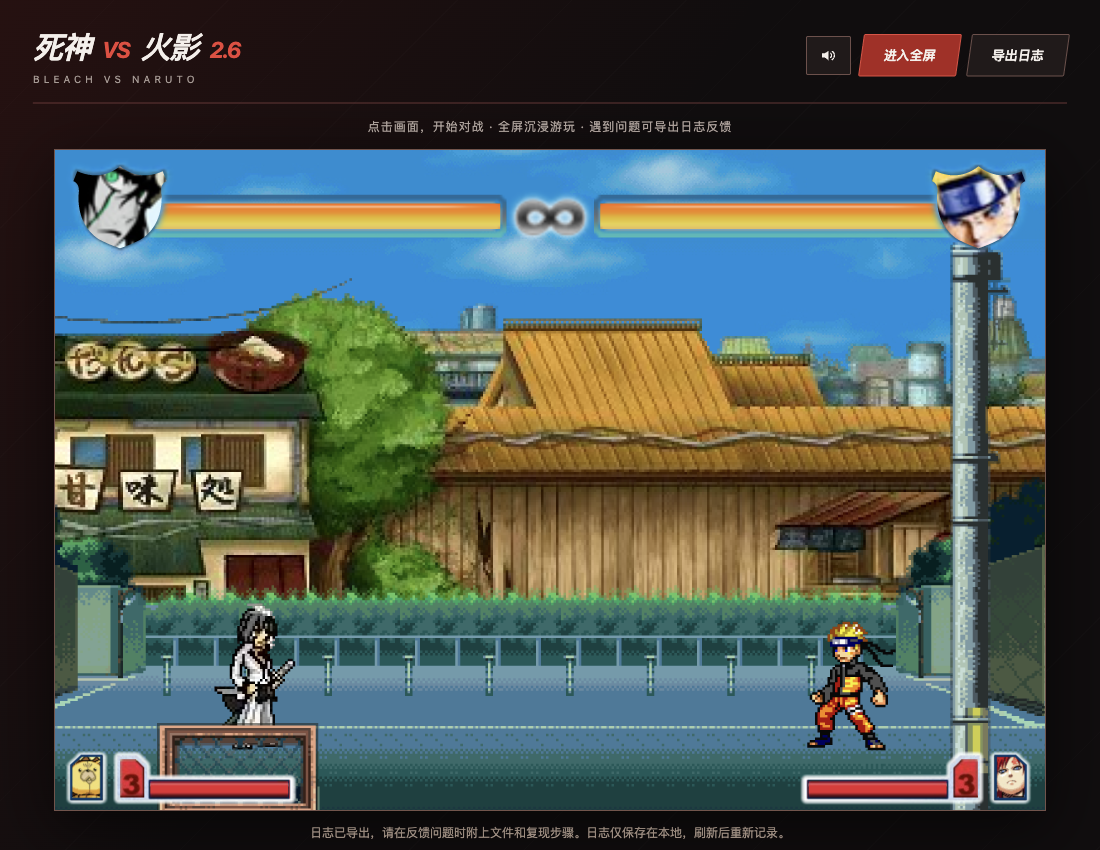 死神 VS 火影 2.6
BLEACH VS NARUTO
进入全屏
导出日志
点击画面，开始对战 · 全屏沉浸游玩 · 遇到问题可导出日志反馈
だんご
甘 味 処
3
3
日志已导出，请在反馈问题时附上文件和复现步骤。日志仅保存在本地，刷新后重新记录。